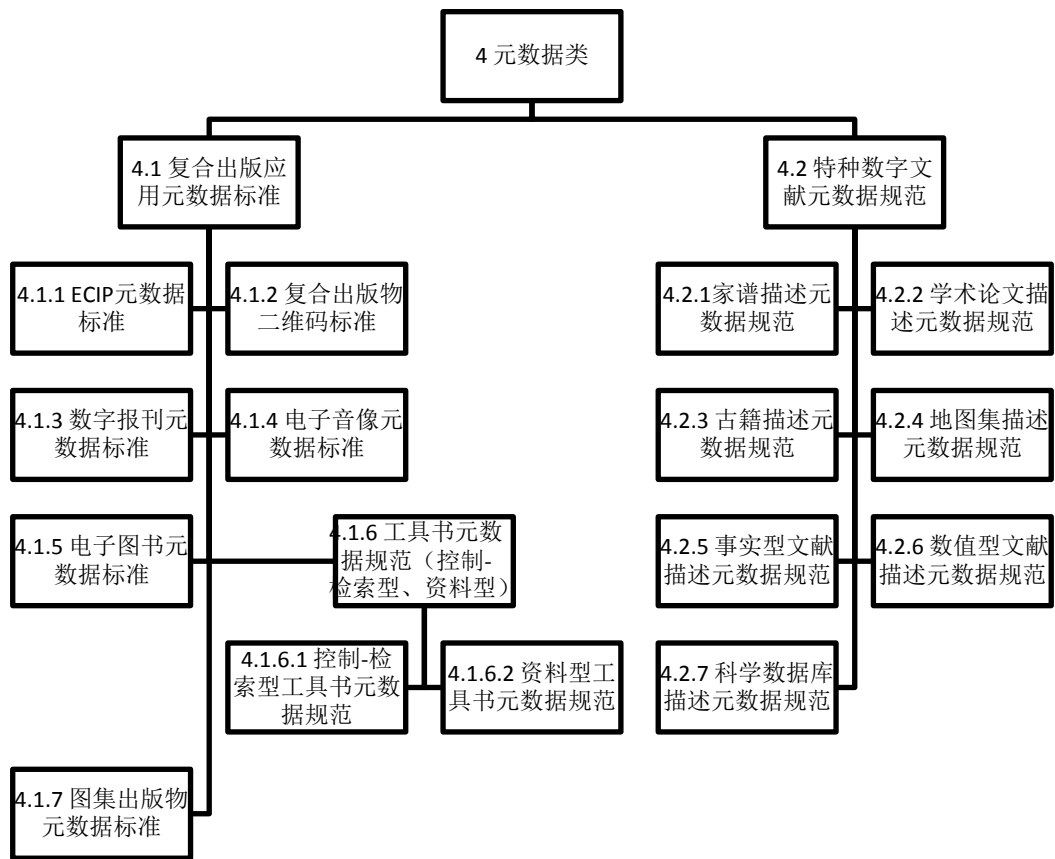 4 元数据类
4.1 复合出版应
用元数据标准
4.2 特种数字文
献元数据规范
4.1.1 ECIP元数据
标准
4.1.2 复合出版物
二维码标准
4.2.1家谱描述元
数据规范
4.2.2 学术论文描
述元数据规范
4.1.3 数字报刊元
数据标准
4.1.4 电子音像元
数据标准
4.2.3 古籍描述元
数据规范
4.2.4 地图集描述
元数据规范
4.1.5 电子图书元
数据标准
4.1.6 工具书元数
据规范（控制-
检索型、资料型）
4.2.5 事实型文献
描述元数据规范
4.2.6 数值型文献
描述元数据规范
4.1.6.1 控制-检
索型工具书元数
据规范
4.1.6.2 资料型工
具书元数据规范
4.2.7 科学数据库
描述元数据规范
4.1.7 图集出版物
元数据标准